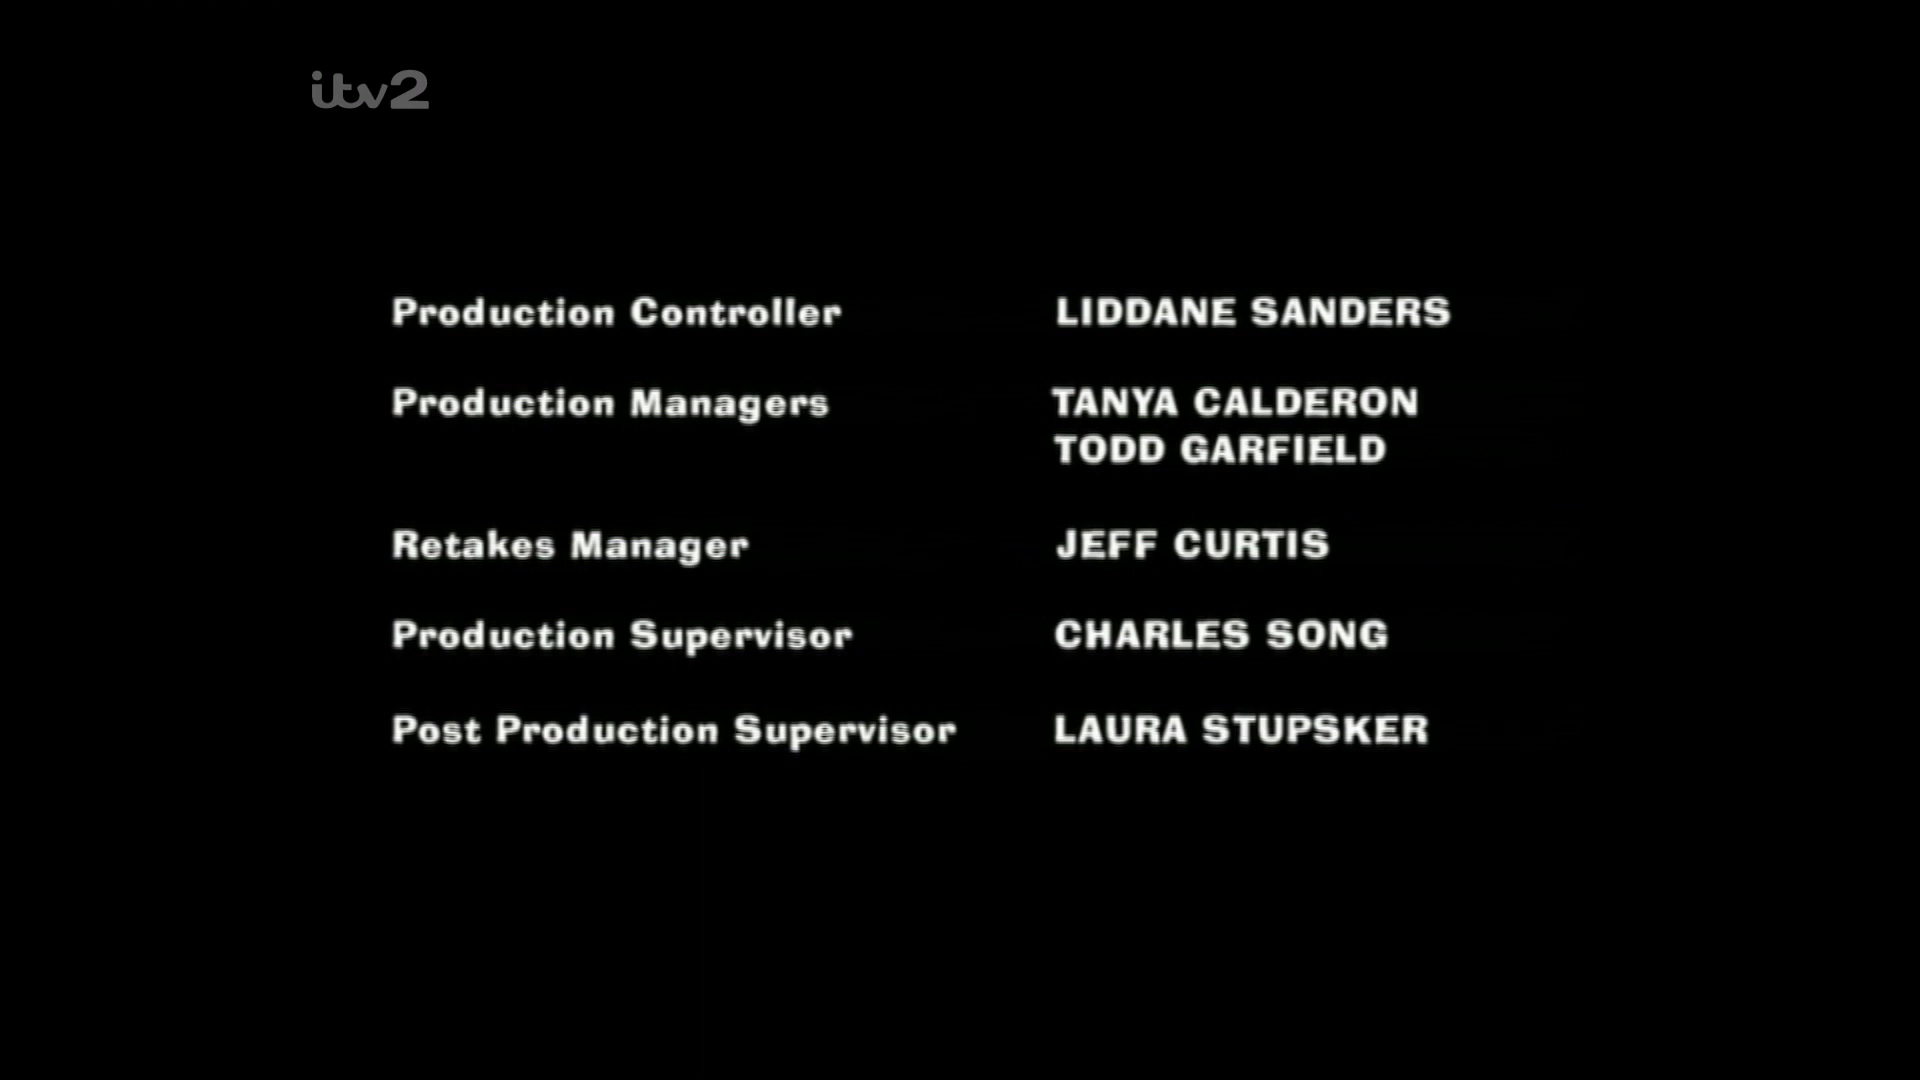 itv2
Production Controller LIDDANE SANDERS
Production Managers TANYA CALDERON
TODD GARFIELD
Retakes Manager JEFF CURTIS
Production Supervisor CHARLES SONG
Post Production Supervisor LAURA STUPSKER